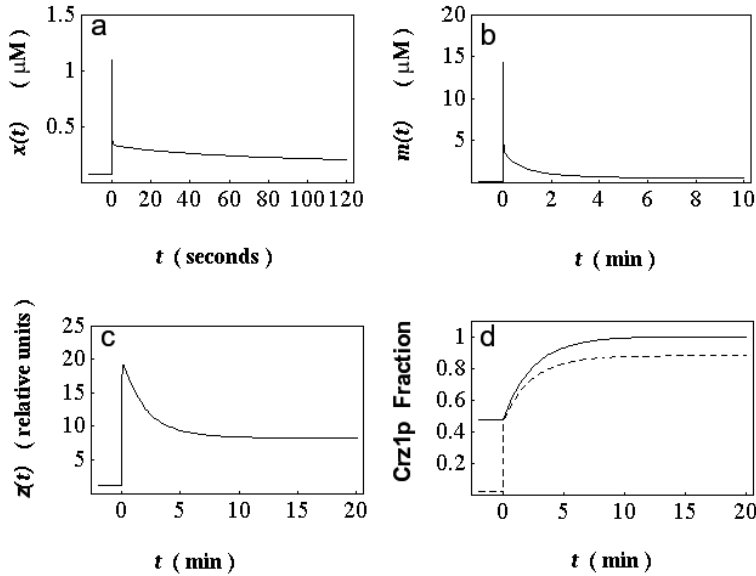 a
x(t) ( μM )
1.5
1
0.5
0 20 40 60 80 100 120
t ( seconds )
b
m(t) ( μM )
20
15
10
5
0 2 4 6 8 10
t ( min )
c
z(t) ( relative units )
25
20
15
10
5
0 5 10 15 20
t ( min )
d
Crz1p Fraction
1
0.8
0.6
0.4
0.2
0 5 10 15 20
t ( min )